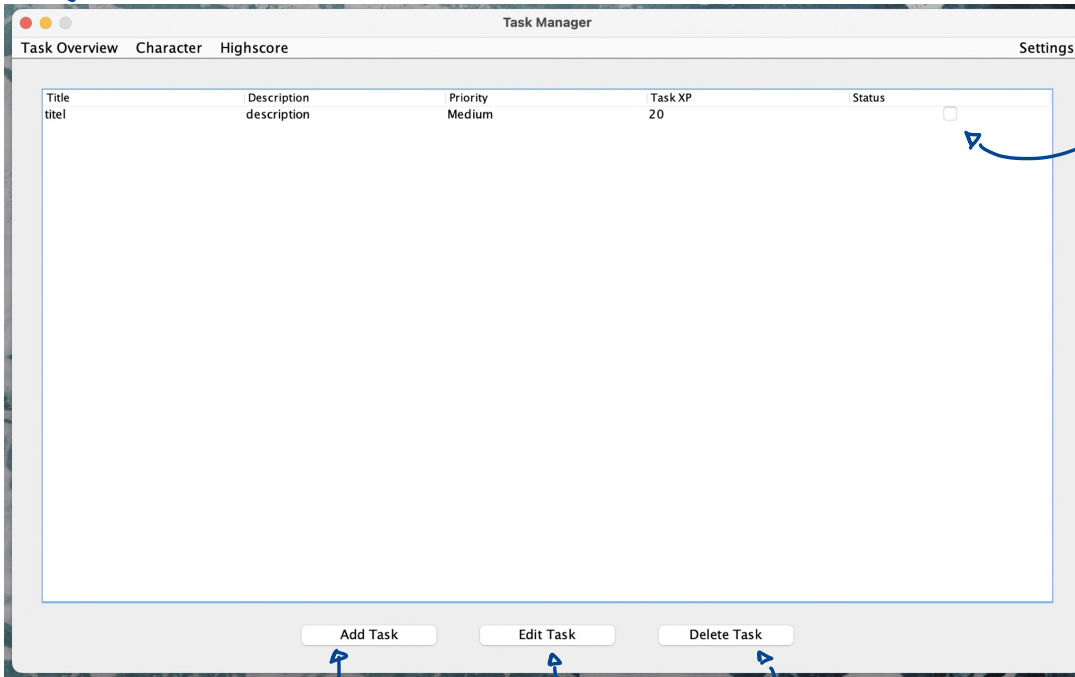 Task Manager
Task Overview Character Highscore Settings
Title Description Priority Task XP Status
titel description Medium 20
Add Task Edit Task Delete Task